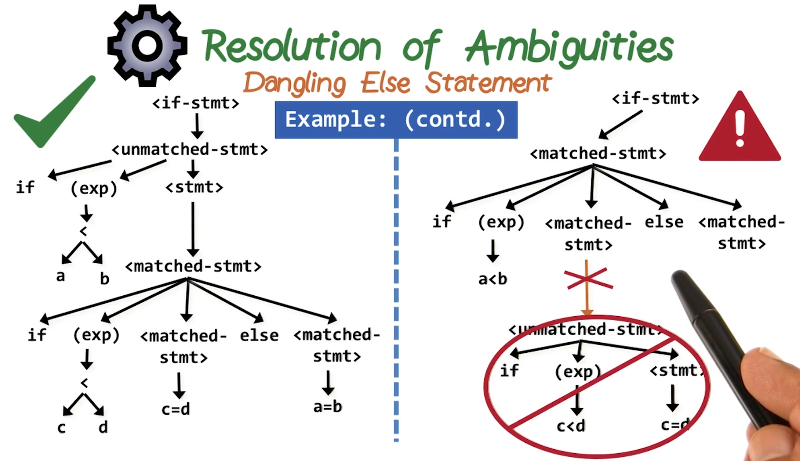 Resolution of Ambiguities
Dangling Else Statement
Example: (contd.)
<if-stmt>
<unmatched-stmt>
if (exp) <stmt>
<
a b
<matched-stmt>
if (exp) <matched-
stmt> else <matched-
stmt>
<
c d
c=d
a=b
<if-stmt>
<matched-stmt>
if (exp) <matched-
stmt> else <matched-
stmt>
a<b
<unmatched-stmt>
if (exp) <stmt>
c<d
c=d